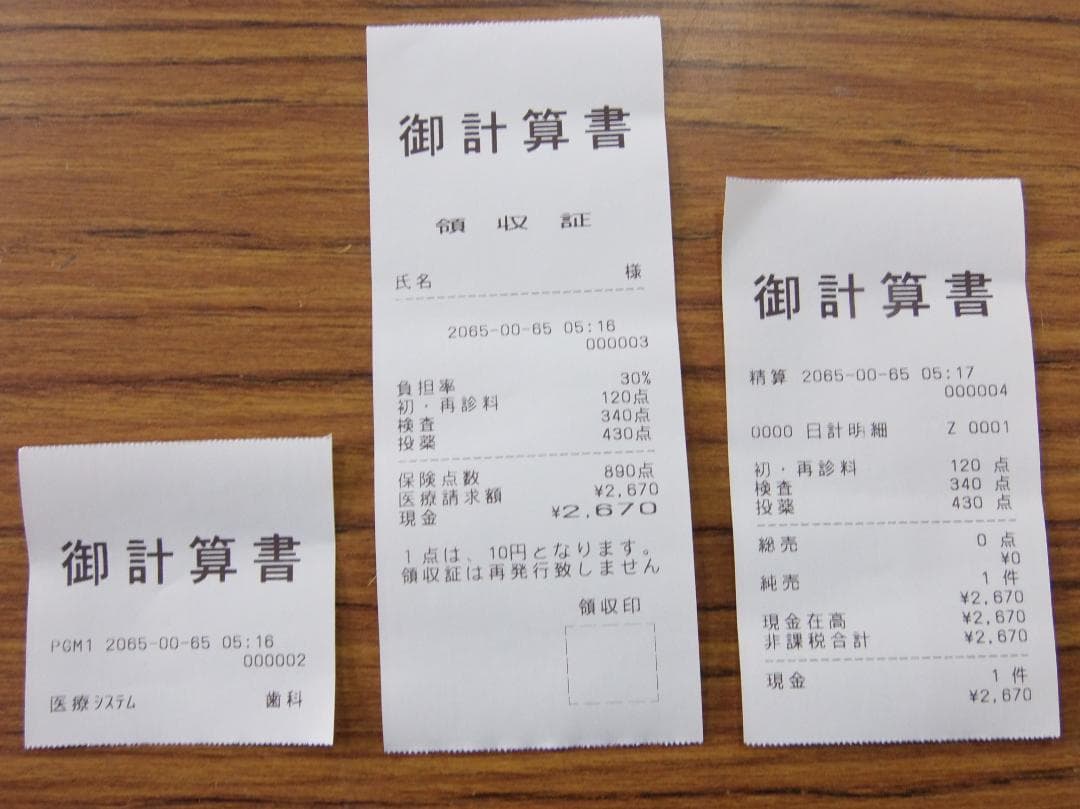 御計算書
PGM1 2065-00-65 05:16
000002
医療システム 歯科
御計算書
領収証
氏名 様
2065-00-65 05:16
000003
負担率 30%
初・再診料 120点
検査 340点
投薬 430点
保険点数 890点
医療請求額 ¥2,670
現金 ¥2,670
1点は、10円となります。
領収証は再発行致しません
領収印
御計算書
精算 2065-00-65 05:17
000004
0000 日計明細 Z 0001
初・再診料 120 点
検査 340 点
投薬 430 点
総売 0 点
¥0
純売 1 件
¥2,670
現金在高 ¥2,670
非課税合計 ¥2,670
現金 1 件
¥2,670